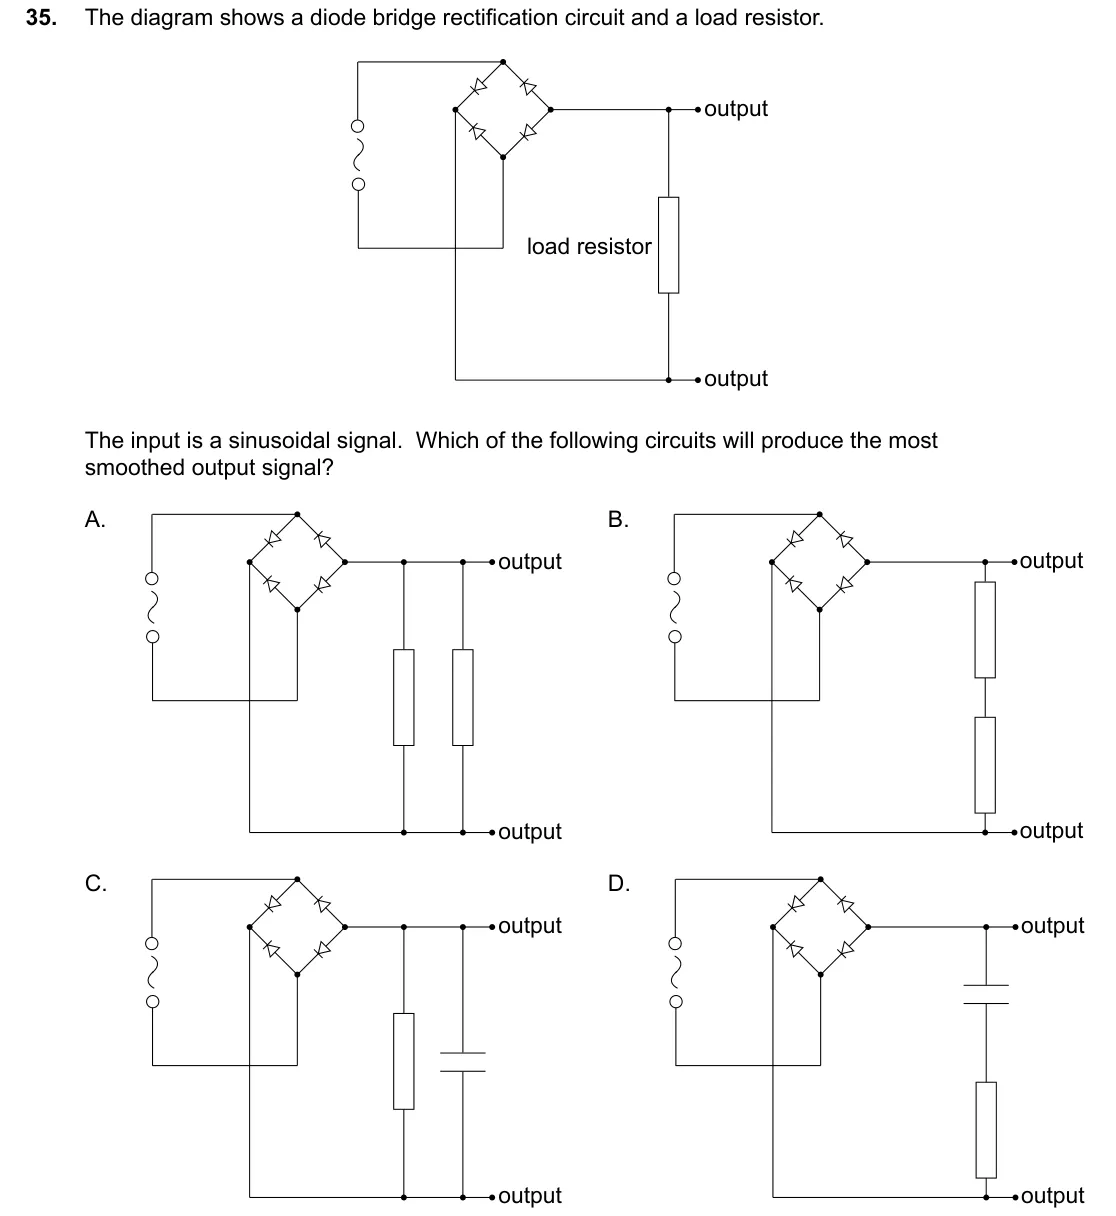 35. The diagram shows a diode bridge rectification circuit and a load resistor.
output
load resistor
output
The input is a sinusoidal signal. Which of the following circuits will produce the most
smoothed output signal?
A.
output
output
B.
output
output
C.
output
output
D.
output
output